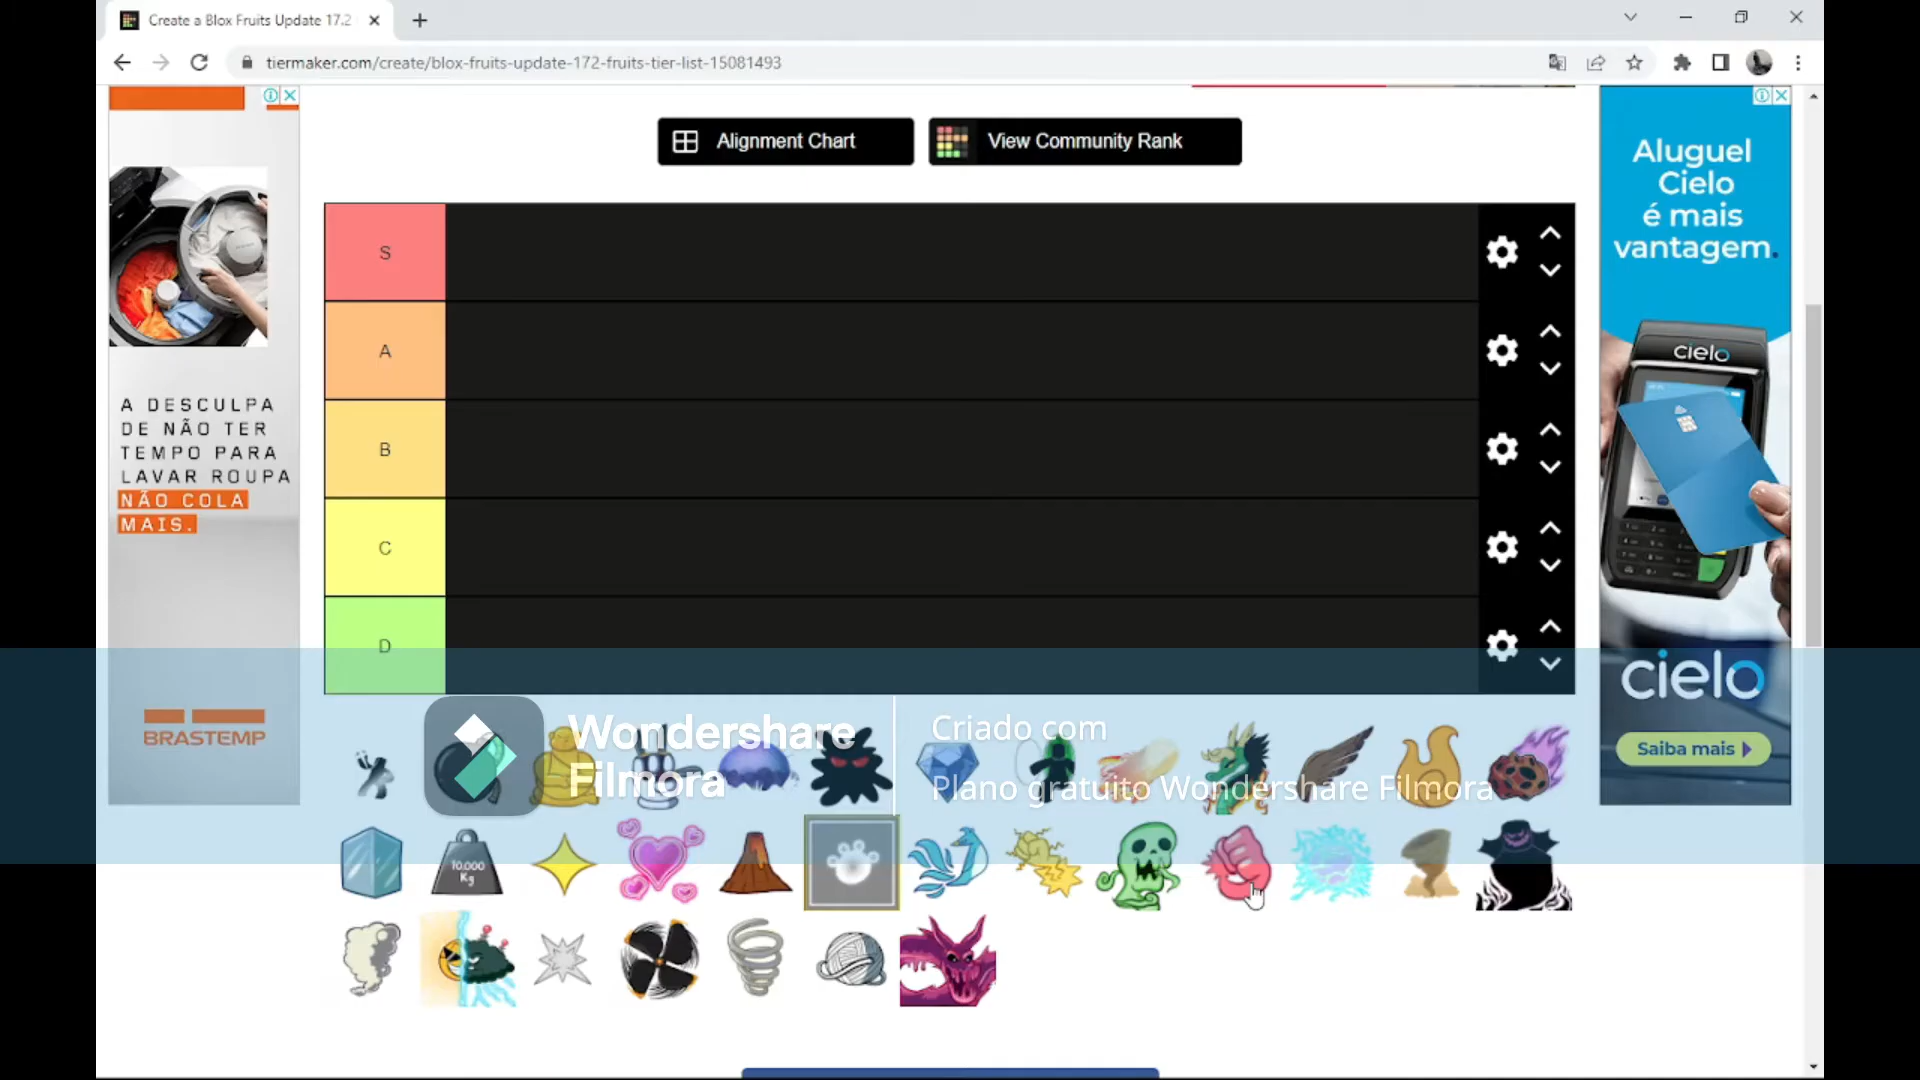 Create a Blox Fruits Update 17.2
tiermaker.com/create/blox-fruits-update-172-fruits-tier-list-15081493
Alignment Chart
View Community Rank
S
A
B
C
D
A DESCULPA
DE NÃO TER
TEMPO PARA
LAVAR ROUPA
NÃO COLA
MAIS.
BRASTEMP
Aluguel
Cielo
é mais
vantagem.
cielo
cielo
Saiba mais
Wondershare
Filmora
Criado com
Plano gratuito Wondershare Filmora
10.000
Kg